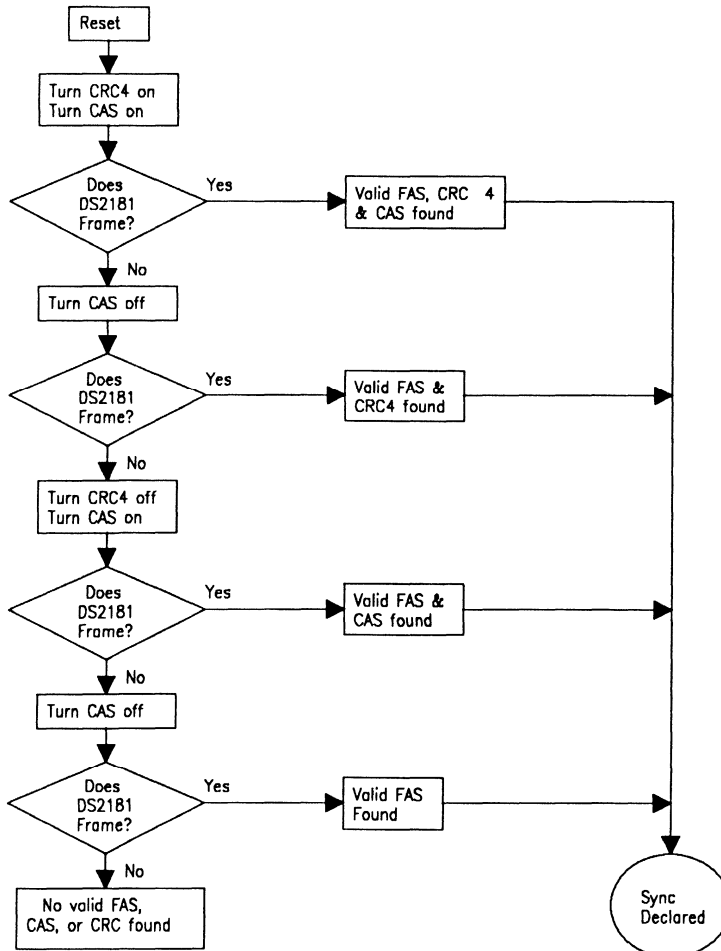 Reset
Turn CRC4 on
Turn CAS on
Does
DS2181
Frame?
Yes
Valid FAS, CRC 4
& CAS found
No
Turn CAS off
Does
DS2181
Frame?
Yes
Valid FAS &
CRC4 found
No
Turn CRC4 off
Turn CAS on
Does
DS2181
Frame?
Yes
Valid FAS &
CAS found
No
Turn CAS off
Does
DS2181
Frame?
Yes
Valid FAS
Found
No
No valid FAS,
CAS, or CRC found
Sync
Declared